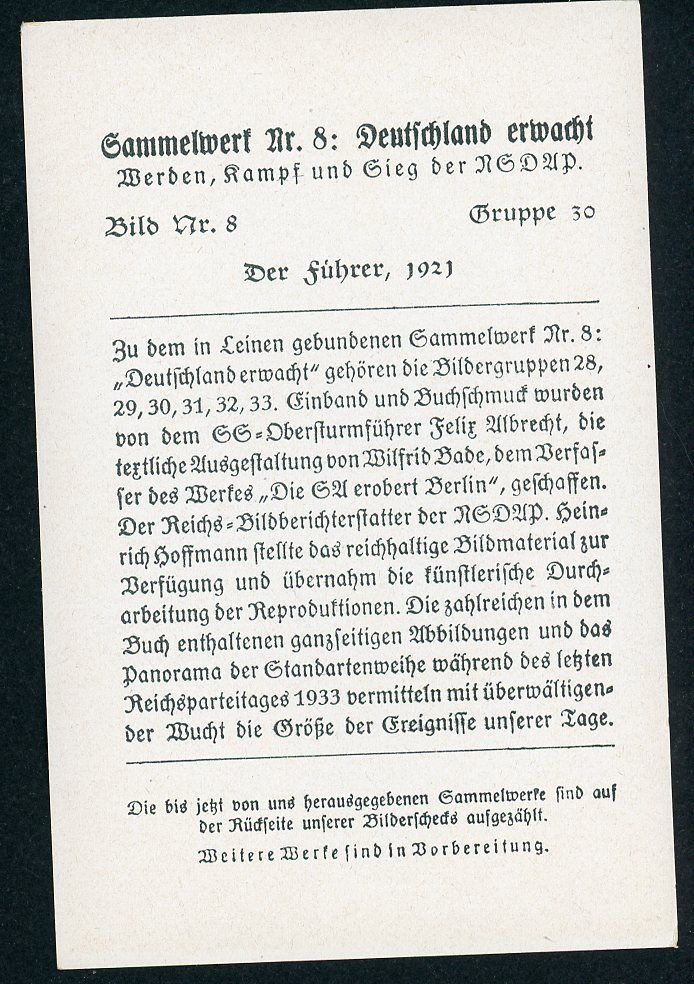 Sammelwerk Nr. 8: Deutschland erwacht
Werden, Kampf und Sieg der NSDAP.
Bild Nr. 8
Gruppe 30
Der Führer, 1921
Zu dem in Leinen gebundenen Sammelwerk Nr. 8:
„Deutschland erwacht“ gehören die Bildergruppen 28,
29, 30, 31, 32, 33. Einband und Buchschmuck wurden
von dem SS-Obersturmführer Felix Albrecht, die
textliche Ausgestaltung von Wilfrid Bade, dem Verfas-
ser des Werkes „Die SA erobert Berlin“, geschaffen.
Der Reichs-Bildberichterstatter der NSDAP. Hein-
rich Hoffmann stellte das reichhaltige Bildmaterial zur
Verfügung und übernahm die künstlerische Durch-
arbeitung der Reproduktionen. Die zahlreichen in dem
Buch enthaltenen ganzseitigen Abbildungen und das
Panorama der Standartenweihe während des letzten
Reichsparteitages 1933 vermitteln mit überwältigen-
der Wucht die Größe der Ereignisse unserer Tage.
Die bis jetzt von uns herausgegebenen Sammelwerke sind auf
der Rückseite unserer Bilderschecks aufgezählt.
Weitere Werke sind in Vorbereitung.